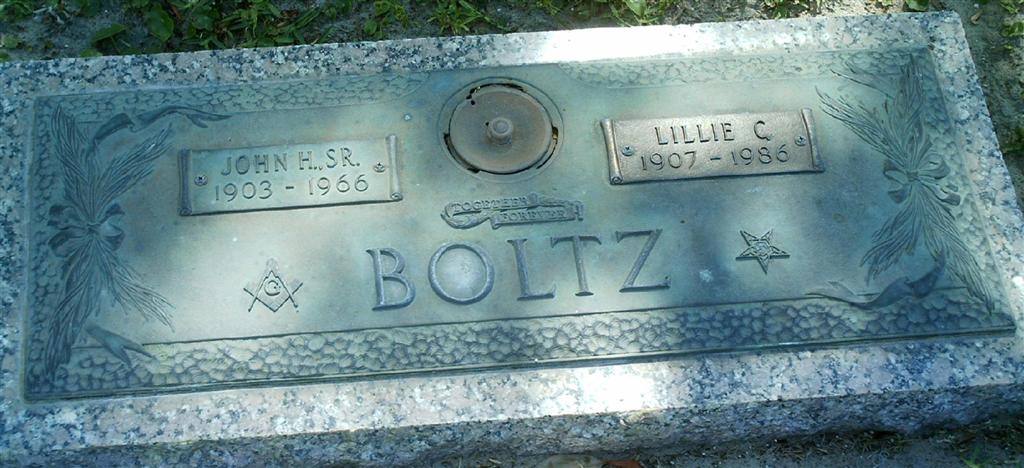 JOHN H., SR.
1903 - 1966
LILLIE C.
1907 - 1986
TOGETHER
FOREVER
BOLTZ
G